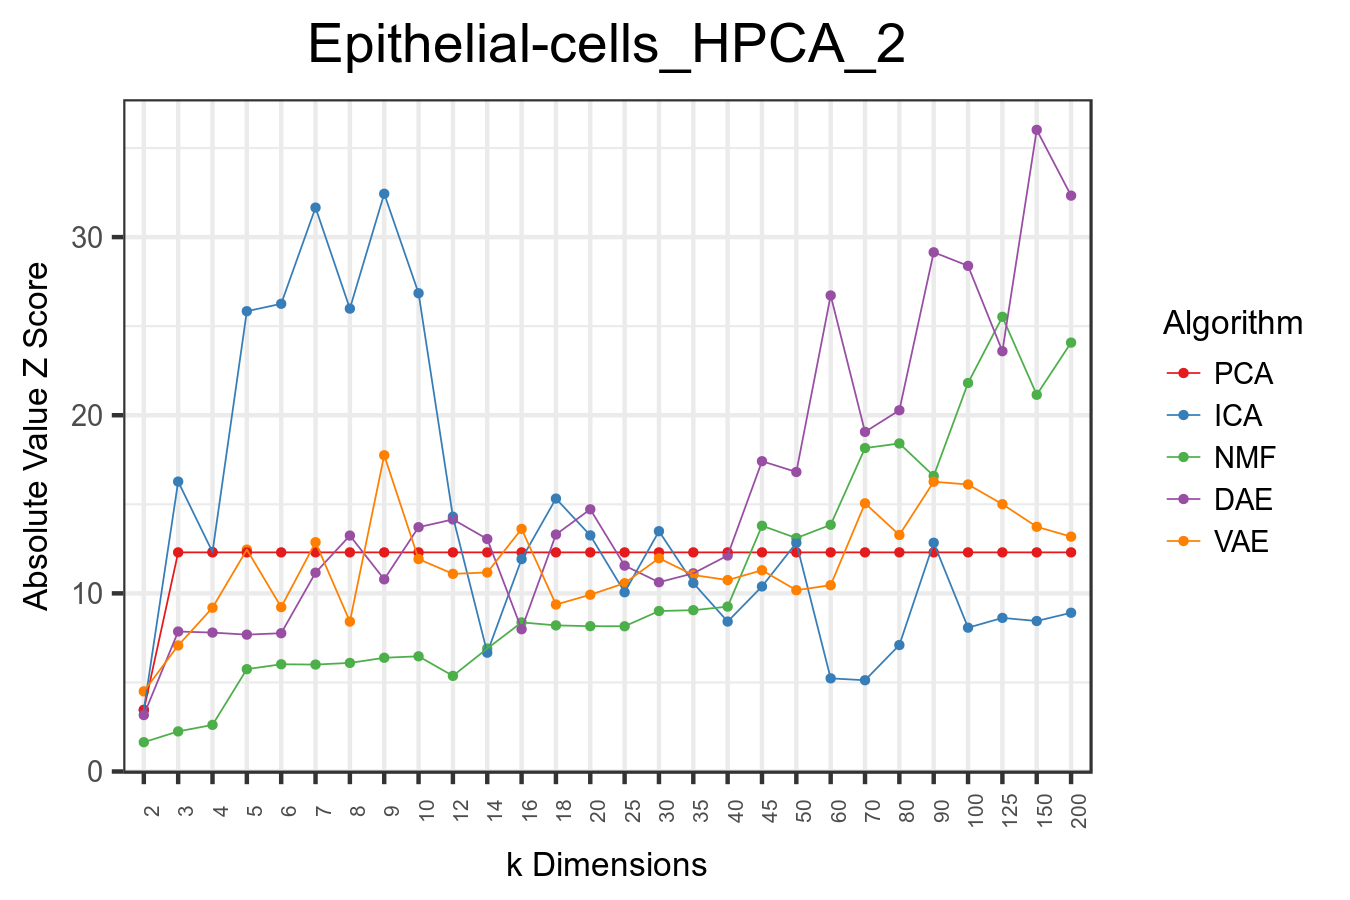 Epithelial-cells_HPCA_2
Absolute Value Z Score
30
20
10
0
2 3 4 5 6 7 8 9 10 12 14 16 18 20 25 30 35 40 45 50 60 70 80 90 100 125 150 200
k Dimensions
Algorithm
PCA
ICA
NMF
DAE
VAE